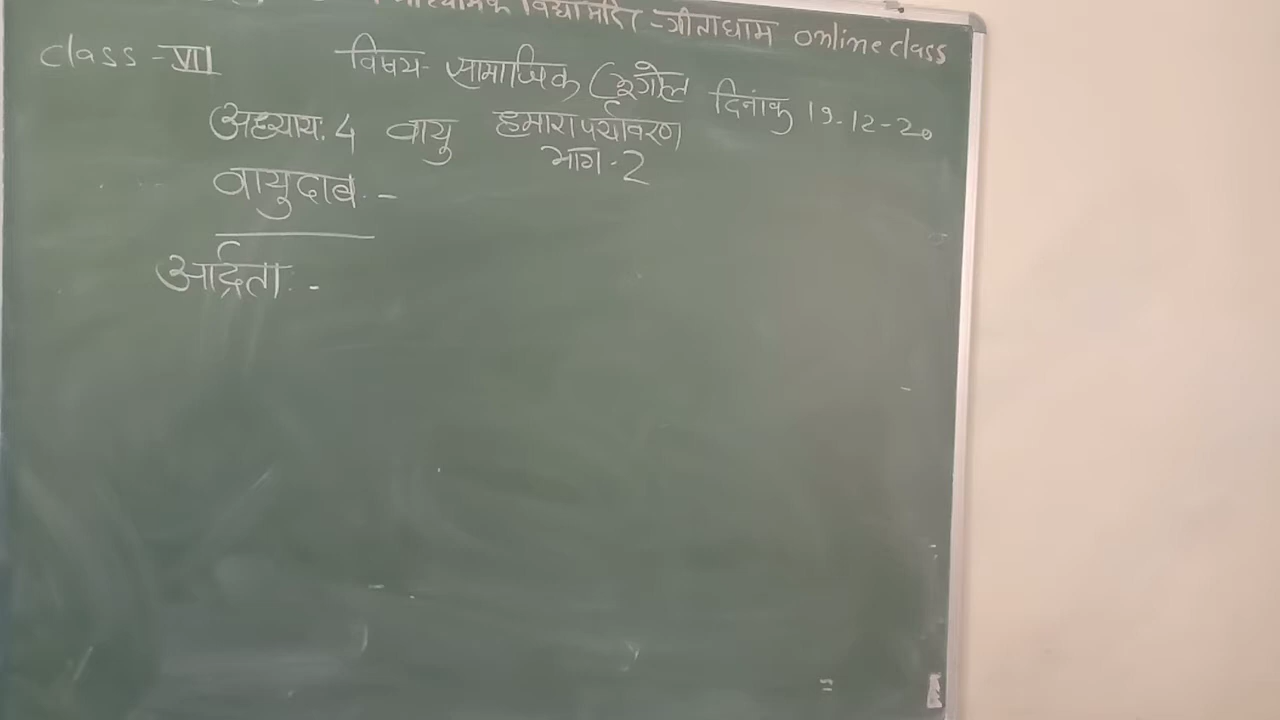 विद्यामंदिर - गीताधाम online class
class - VII विषय - सामाजिक (भूगोल दिनांक 19-12-20
अध्याय: 4 वायु हमारा पर्यावरण
भाग - 2
वायुदाब: -
आर्द्रता: -